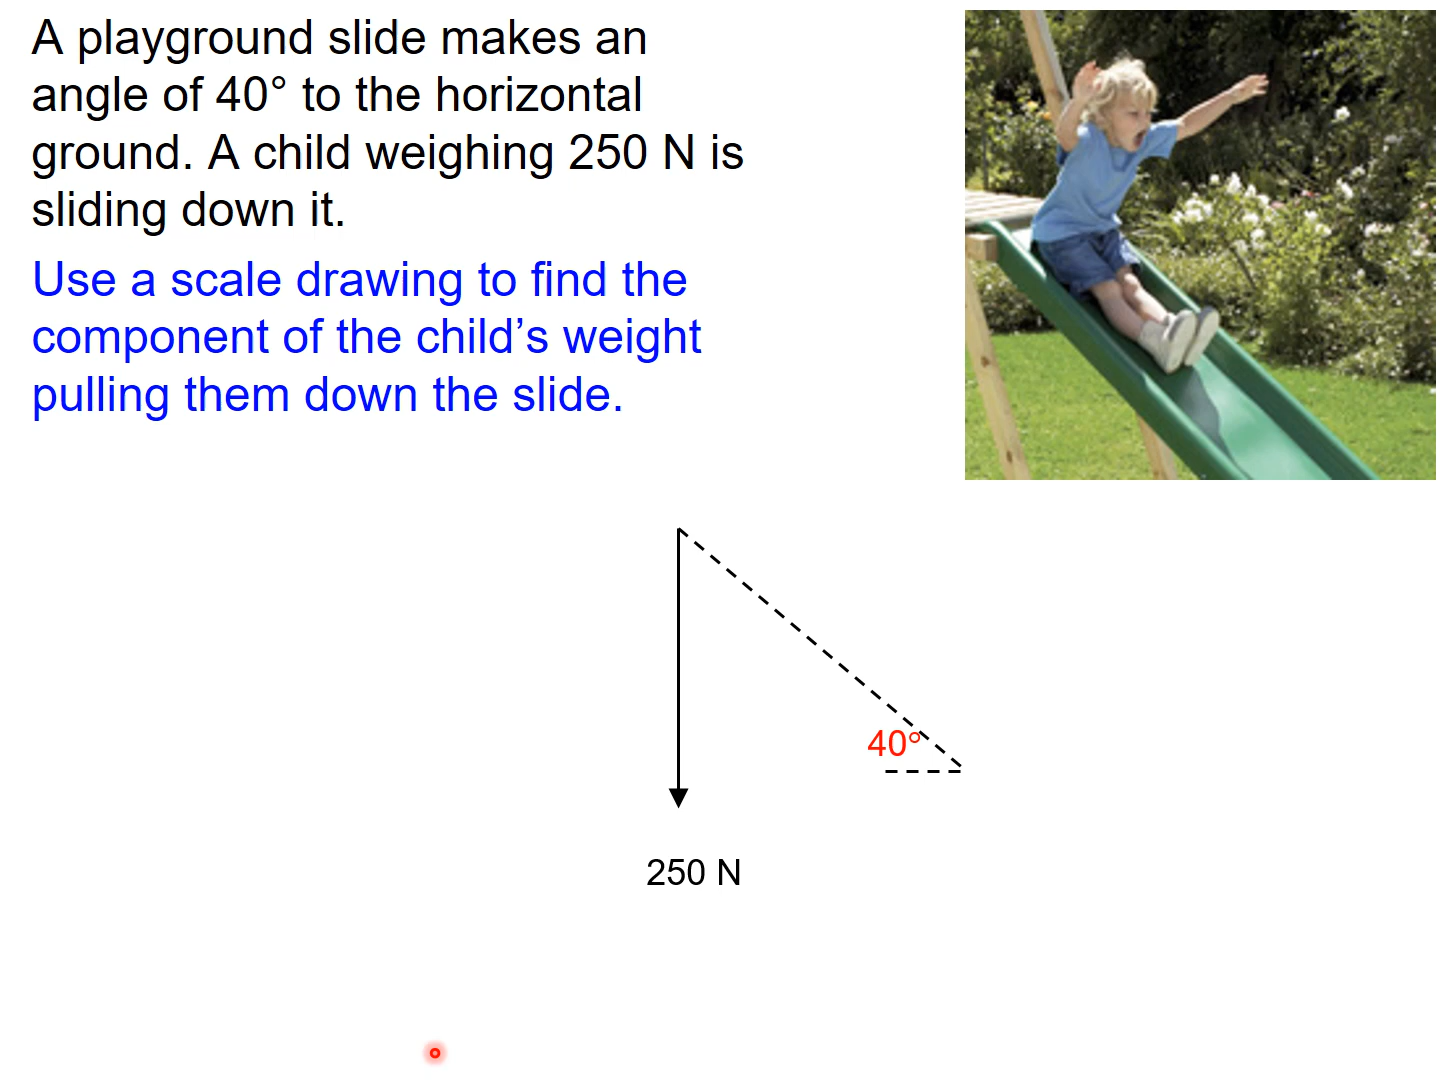 A playground slide makes an
angle of 40° to the horizontal
ground. A child weighing 250 N is
sliding down it.
Use a scale drawing to find the
component of the child’s weight
pulling them down the slide.
40°
250 N